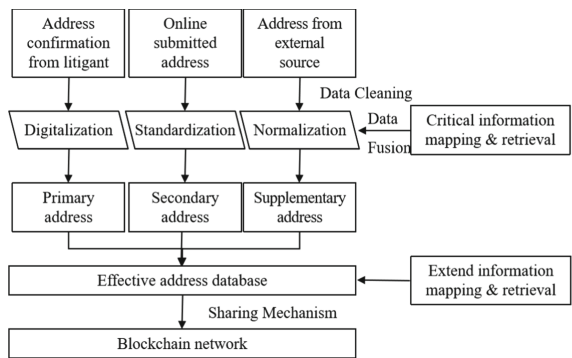 Address
confirmation
from litigant
Online
submitted
address
Address from
external
source
Data Cleaning
Digitalization
Standardization
Normalization
Data
Fusion
Critical information
mapping & retrieval
Primary
address
Secondary
address
Supplementary
address
Effective address database
Extend information
mapping & retrieval
Sharing Mechanism
Blockchain network